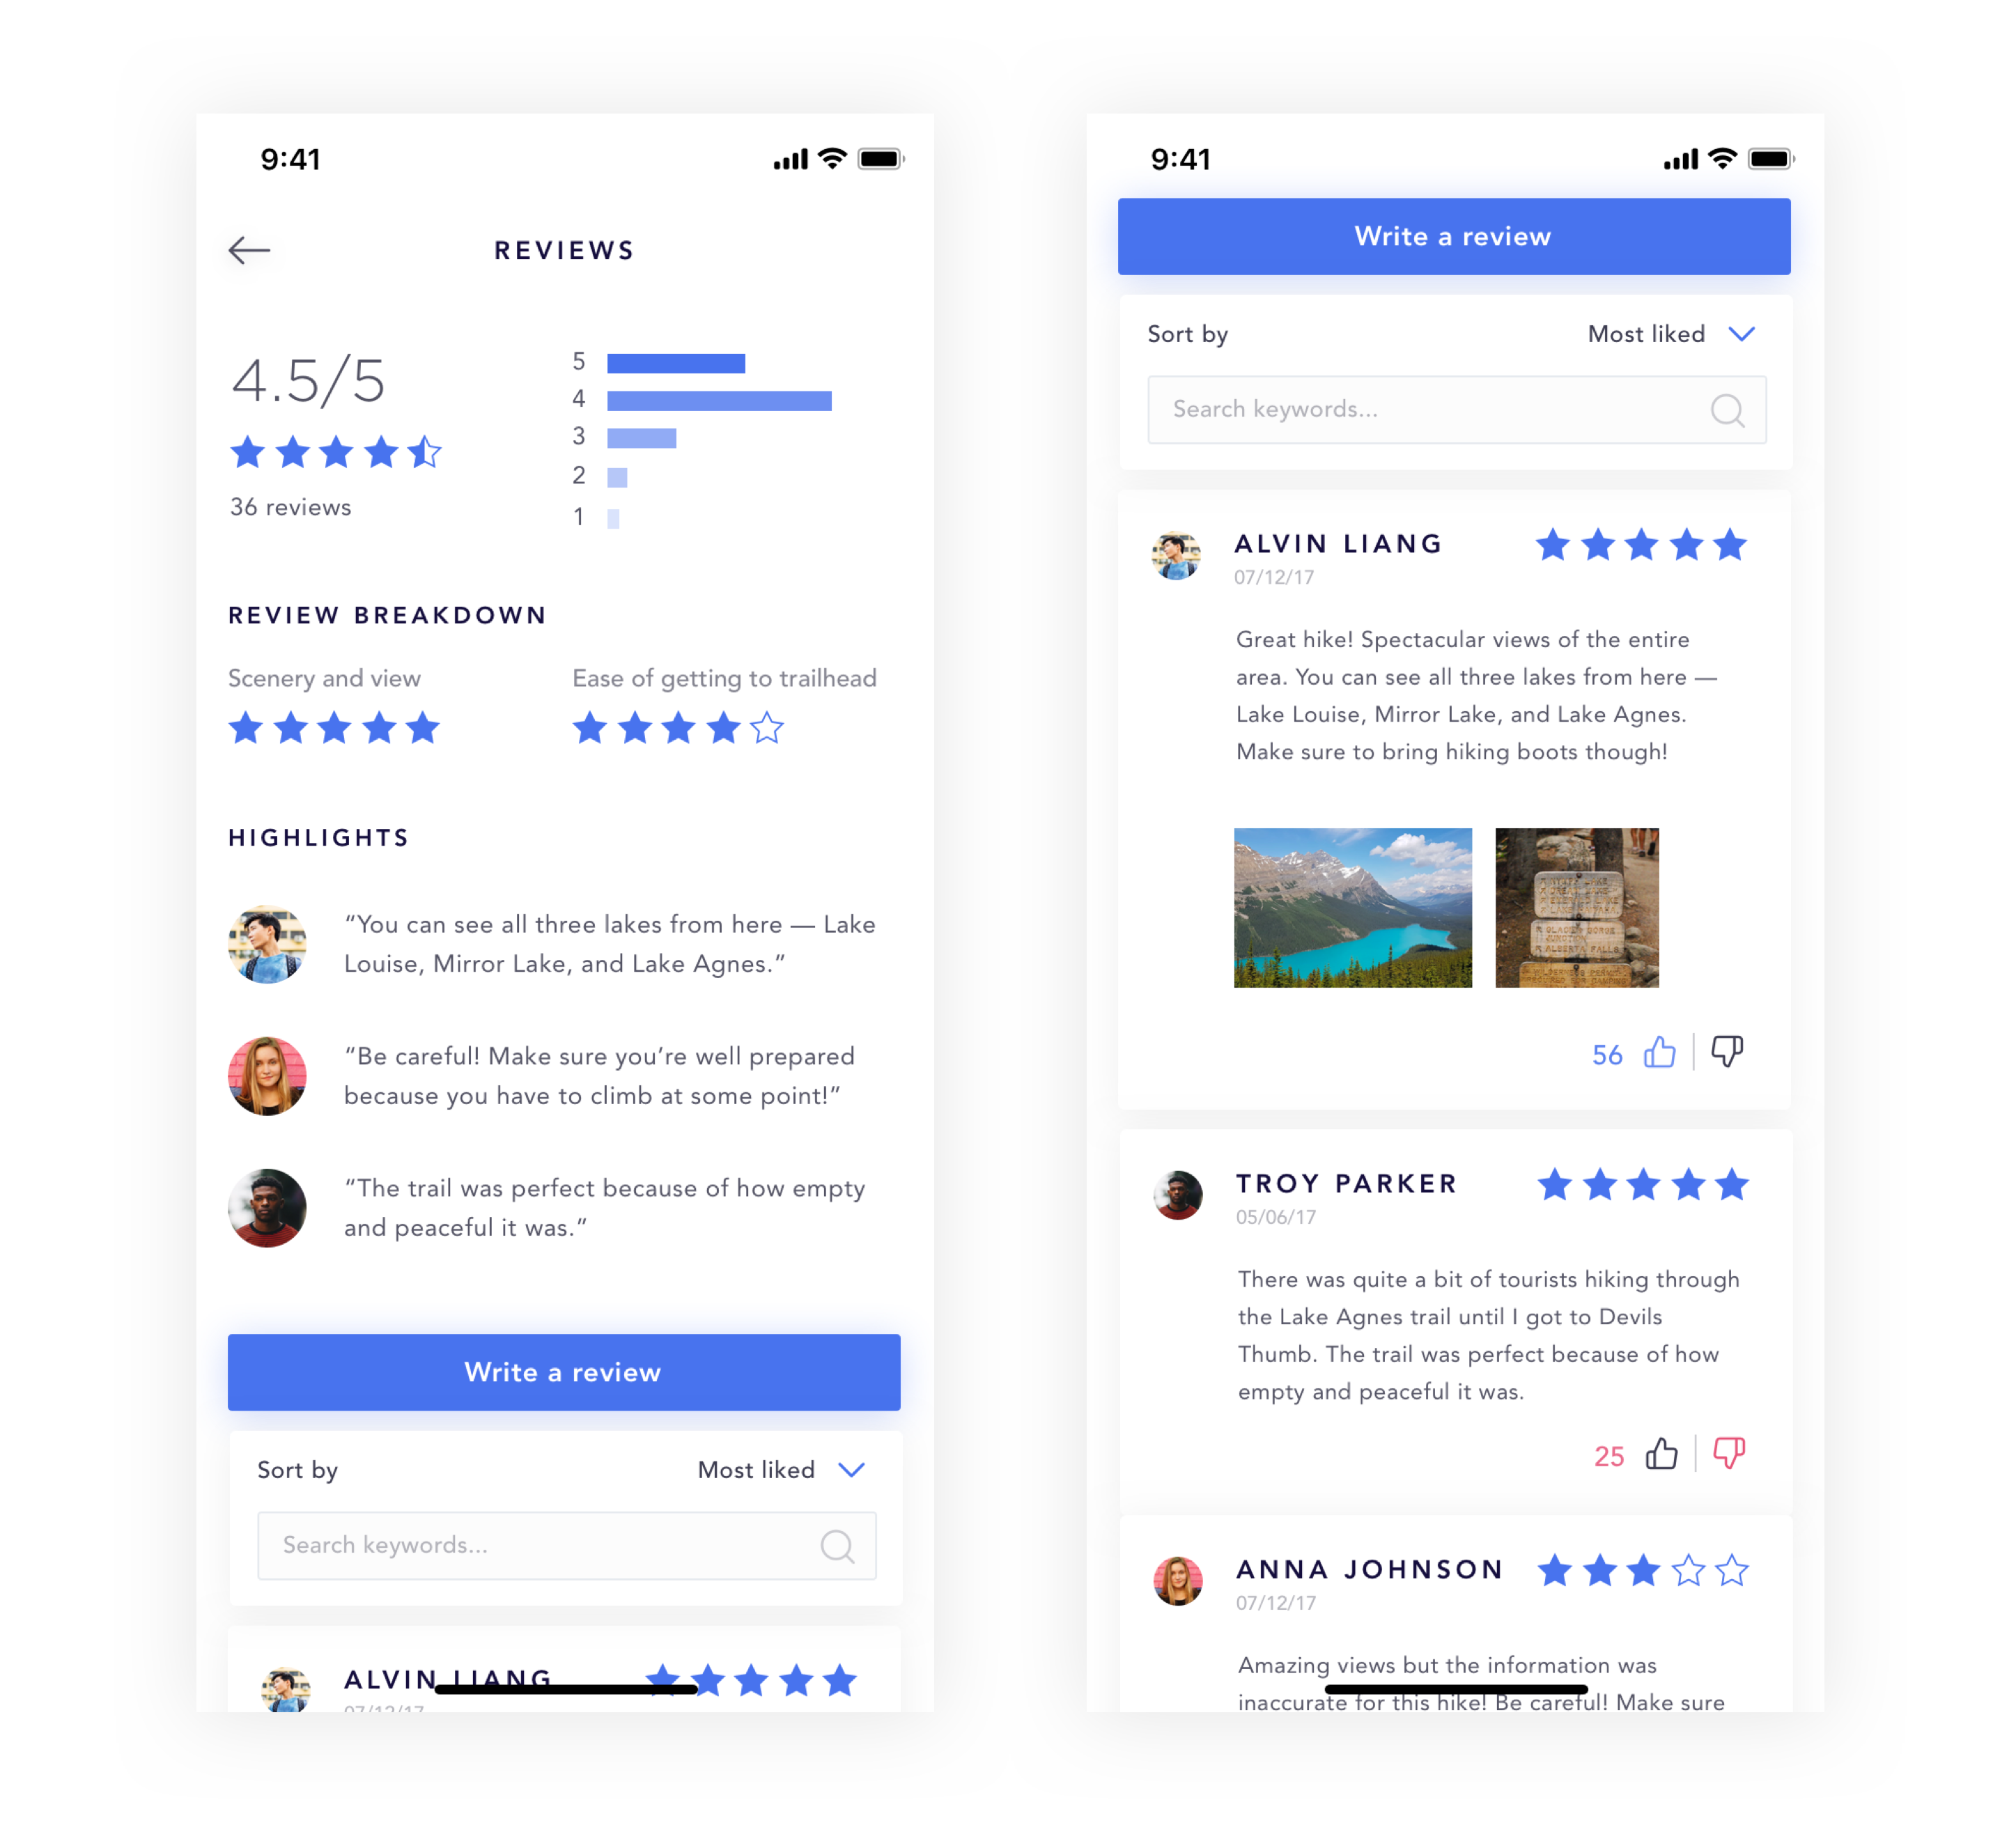 9:41
REVIEWS
4.5/5
36 reviews
5
4
3
2
1
REVIEW BREAKDOWN
Scenery and view
Ease of getting to trailhead
HIGHLIGHTS
“You can see all three lakes from here — Lake
Louise, Mirror Lake, and Lake Agnes.”
“Be careful! Make sure you’re well prepared
because you have to climb at some point!”
“The trail was perfect because of how empty
and peaceful it was.”
Write a review
Sort by
Most liked
Search keywords...
ALVIN LIANG
07/12/17
9:41
Write a review
Sort by
Most liked
Search keywords...
ALVIN LIANG
07/12/17
Great hike! Spectacular views of the entire
area. You can see all three lakes from here —
Lake Louise, Mirror Lake, and Lake Agnes.
Make sure to bring hiking boots though!
GLACIER GORGE
JUNCTION
ALBERTA FALLS
56
TROY PARKER
05/06/17
There was quite a bit of tourists hiking through
the Lake Agnes trail until I got to Devils
Thumb. The trail was perfect because of how
empty and peaceful it was.
25
ANNA JOHNSON
07/12/17
Amazing views but the information was
inaccurate for this hike! Be careful! Make sure